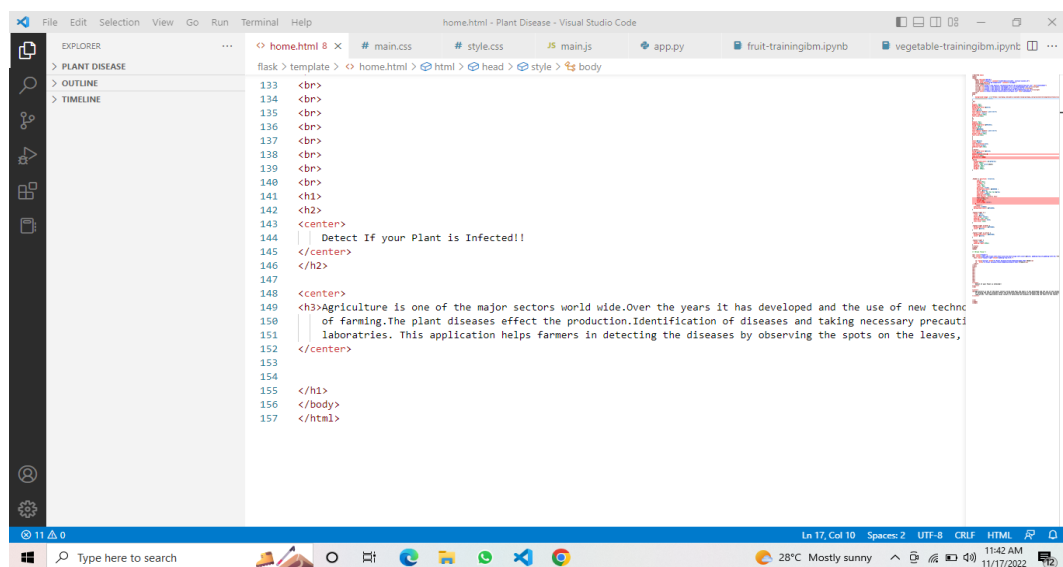 File Edit Selection View Go Run Terminal Help home.html - Plant Disease - Visual Studio Code
EXPLORER ...
> PLANT DISEASE
> OUTLINE
> TIMELINE
<> home.html 8 × # main.css # style.css JS main.js app.py fruit-trainingibm.ipynb vegetable-trainingibm.ipynb ...
flask > template > <> home.html > html > head > style > body
133 <br>
134 <br>
135 <br>
136 <br>
137 <br>
138 <br>
139 <br>
140 <br>
141 <h1>
142 <h2>
143 <center>
144 Detect If your Plant is Infected!!
145 </center>
146 </h2>
147
148 <center>
149 <h3>Agriculture is one of the major sectors world wide.Over the years it has developed and the use of new techno
150 of farming.The plant diseases effect the production.Identification of diseases and taking necessary precauti
151 laboratries. This application helps farmers in detecting the diseases by observing the spots on the leaves,
152 </center>
153
154
155 </h1>
156 </body>
157 </html>
11 0 Ln 17, Col 10 Spaces: 2 UTF-8 CRLF HTML
Type here to search 28°C Mostly sunny 11:42 AM
11/17/2022 12